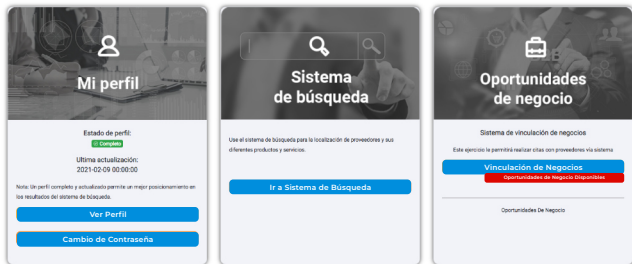 Mi perfil
Estado de perfil:
Completo
Ultima actualización:
2021-02-09 00:00:00
Nota: Un perfil completo y actualizado permite un mejor posicionamiento en
los resultados del sistema de búsqueda.
Ver Perfil
Cambio de Contraseña
Sistema
de búsqueda
Use el sistema de búsqueda para la localización de proveedores y sus
diferentes productos y servicios.
Ir a Sistema de Búsqueda
Oportunidades
de negocio
Sistema de vinculación de negocios
Este ejercicio le permitirá realizar citas con proveedores vía sistema
Vinculación de Negocios
Oportunidades de Negocio Disponibles
Oportunidades De Negocio